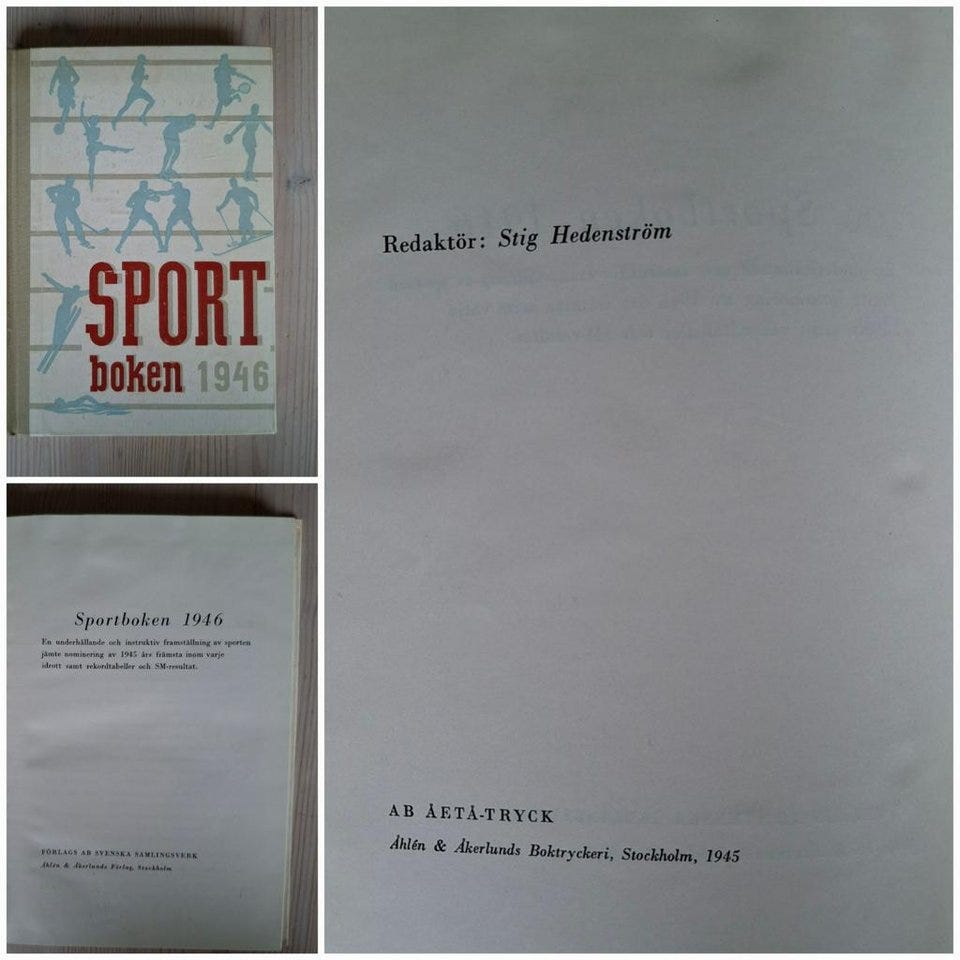 SPORT
boken 1946
Sportboken 1946
En underhållande och instruktiv framställning av sporten
jämte nominering av 1945 års främsta inom varje
idrott samt rekordtabeller och SM-resultat.
FÖRLAGS AB SVENSKA SAMLINGSVERK
Åhlén & Åkerlunds Förlag, Stockholm
Redaktör: Stig Hedenström
AB ÅETÅ-TRYCK
Åhlén & Åkerlunds Boktryckeri, Stockholm, 1945